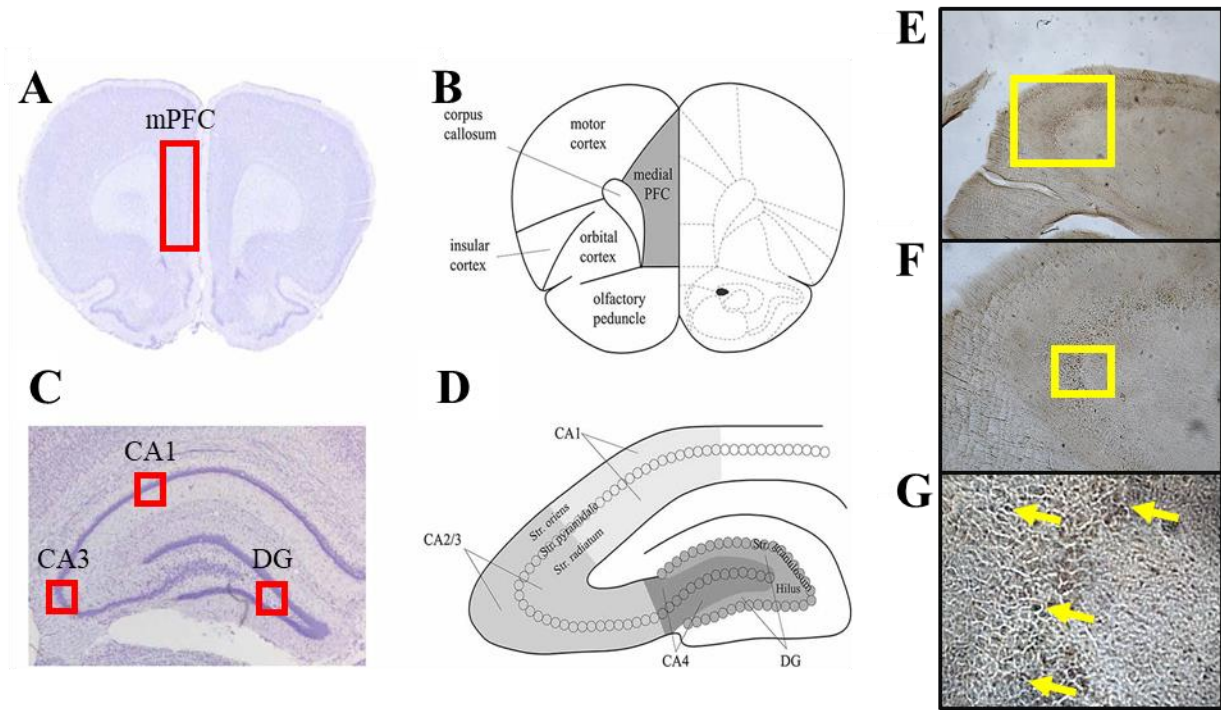 A
mPFC
B
corpus
callosum
motor
cortex
medial
PFC
insular
cortex
orbital
cortex
olfactory
peduncle
C
CA1
CA3
DG
D
CA1
CA2/3
Str. oriens
Str. pyramidale
Str. radiatum
Str. granulosum
Hilus
CA4
DG
E
F
G